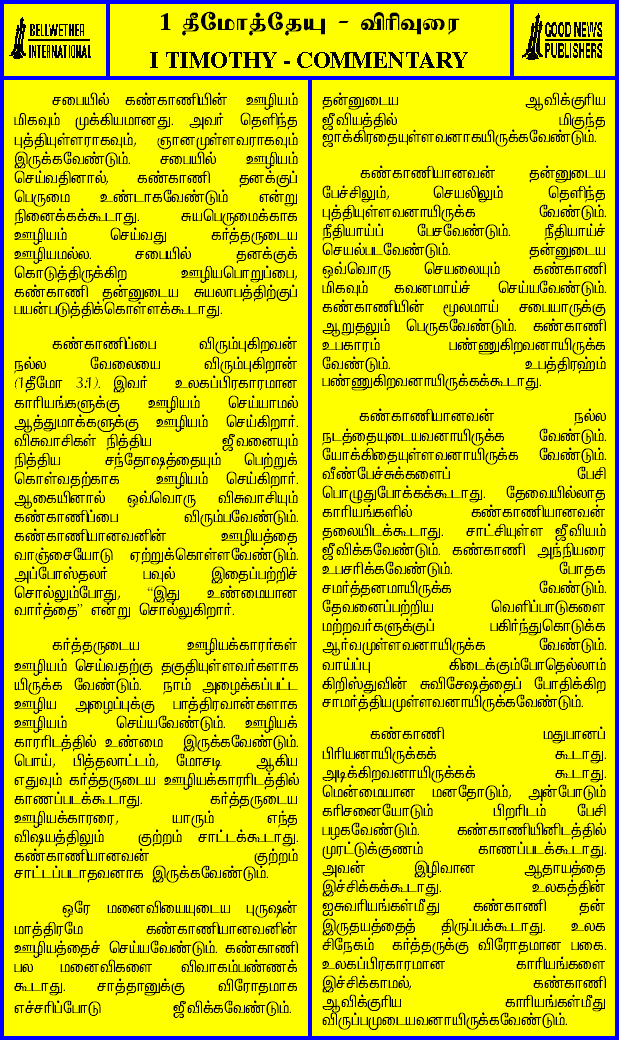 BELLWETHER
INTERNATIONAL
1 தீமோத்தேயு - விரிவுரை
I TIMOTHY - COMMENTARY
GOOD NEWS
PUBLISHERS
சபையில் கண்காணியின் ஊழியம்
மிகவும் முக்கியமானது. அவர் தெளிந்த
புத்தியுள்ளராகவும், ஞானமுள்ளவராகவும்
இருக்கவேண்டும். சபையில் ஊழியம்
செய்வதினால், கண்காணி தனக்குப்
பெருமை உண்டாகவேண்டும் என்று
நினைக்கக்கூடாது. சுயபெருமைக்காக
ஊழியம் செய்வது கர்த்தருடைய
ஊழியமல்ல. சபையில் தனக்குக்
கொடுத்திருக்கிற ஊழியபொறுப்பை,
கண்காணி தன்னுடைய சுயலாபத்திற்குப்
பயன்படுத்திக்கொள்ளக்கூடாது.
கண்காணிப்பை விரும்புகிறவன்
நல்ல வேலையை விரும்புகிறான்
(1தீமோ 3:1). இவர் உலகப்பிரகாரமான
காரியங்களுக்கு ஊழியம் செய்யாமல்
ஆத்துமாக்களுக்கு ஊழியம் செய்கிறார்.
விசுவாசிகள் நித்திய ஜீவனையும்
நித்திய சந்தோஷத்தையும் பெற்றுக்
கொள்வதற்காக ஊழியம் செய்கிறார்.
ஆகையினால் ஒவ்வொரு விசுவாசியும்
கண்காணிப்பை விரும்பவேண்டும்.
கண்காணியானவனின் ஊழியத்தை
வாஞ்சையோடு ஏற்றுக்கொள்ளவேண்டும்.
அப்போஸ்தலர் பவுல் இதைப்பற்றிச்
சொல்லும்போது, “இது உண்மையான
வார்த்தை” என்று சொல்லுகிறார்.
கர்த்தருடைய ஊழியக்காரர்கள்
ஊழியம் செய்வதற்கு தகுதியுள்ளவர்களாக
யிருக்க வேண்டும். நாம் அழைக்கப்பட்ட
ஊழிய அழைப்புக்கு பாத்திரவான்களாக
ஊழியம் செய்யவேண்டும். ஊழியக்
காரரிடத்தில் உண்மை இருக்கவேண்டும்.
பொய், பித்தலாட்டம், மோசடி ஆகிய
எதுவும் கர்த்தருடைய ஊழியக்காரரிடத்தில்
காணப்படக்கூடாது. கர்த்தருடைய
ஊழியக்காரரை, யாரும் எந்த
விஷயத்திலும் குற்றம் சாட்டக்கூடாது.
கண்காணியானவன் குற்றம்
சாட்டப்படாதவனாக இருக்கவேண்டும்.
ஒரே மனைவியையுடைய புருஷன்
மாத்திரமே கண்காணியானவனின்
ஊழியத்தைச் செய்யவேண்டும். கண்காணி
பல மனைவிகளை விவாகம்பண்ணக்
கூடாது. சாத்தானுக்கு விரோதமாக
எச்சரிப்போடு ஜீவிக்கவேண்டும்.
தன்னுடைய ஆவிக்குரிய
ஜீவியத்தில் மிகுந்த
ஜாக்கிரதையுள்ளவனாகயிருக்கவேண்டும்.
கண்காணியானவன் தன்னுடைய
பேச்சிலும், செயலிலும் தெளிந்த
புத்தியுள்ளவனாயிருக்க வேண்டும்.
நீதியாய்ப் பேசவேண்டும். நீதியாய்ச்
செயல்படவேண்டும். தன்னுடைய
ஒவ்வொரு செயலையும் கண்காணி
மிகவும் கவனமாய்ச் செய்யவேண்டும்.
கண்காணியின் மூலமாய் சபையாருக்கு
ஆறுதலும் பெருகவேண்டும். கண்காணி
உபகாரம் பண்ணுகிறவனாயிருக்க
வேண்டும். உபத்திரஹ்ம்
பண்ணுகிறவனாயிருக்கக்கூடாது.
கண்காணியானவன் நல்ல
நடத்தையுடையவனாயிருக்க வேண்டும்.
யோக்கிதையுள்ளவனாயிருக்க வேண்டும்.
வீண்பேச்சுக்களைப் பேசி
பொழுதுபோக்கக்கூடாது. தேவையில்லாத
காரியங்களில் கண்காணியானவன்
தலையிடக்கூடாது. சாட்சியுள்ள ஜீவியம்
ஜீவிக்கவேண்டும். கண்காணி அந்நியரை
உபசரிக்கவேண்டும். போதக
சமர்த்தனமாயிருக்க வேண்டும்.
தேவனைப்பற்றிய வெளிப்பாடுகளை
மற்றவர்களுக்குப் பகிர்ந்துகொடுக்க
ஆர்வமுள்ளவனாயிருக்க வேண்டும்.
வாய்ப்பு கிடைக்கும்போதெல்லாம்
கிறிஸ்துவின் சுவிசேஷத்தைப் போதிக்கிற
சாமார்த்தியமுள்ளவனாயிருக்கவேண்டும்.
கண்காணி மதுபானப்
பிரியனாயிருக்கக் கூடாது.
அடிக்கிறவனாயிருக்கக் கூடாது.
மென்மையான மனதோடும், அன்போடும்
கரிசனையோடும் பிறரிடம் பேசி
பழகவேண்டும். கண்காணியினிடத்தில்
முரட்டுக்குணம் காணப்படக்கூடாது.
அவன் இழிவான ஆதாயத்தை
இச்சிக்கக்கூடாது. உலகத்தின்
ஐசுவரியங்கள்மீது கண்காணி தன்
இருதயத்தைத் திருப்பக்கூடாது. உலக
சிநேகம் கர்த்தருக்கு விரோதமான பகை.
உலகப்பிரகாரமான காரியங்களை
இச்சிக்காமல், கண்காணி
ஆவிக்குரிய காரியங்கள்மீது
விருப்பமுடையவனாயிருக்கவேண்டும்.